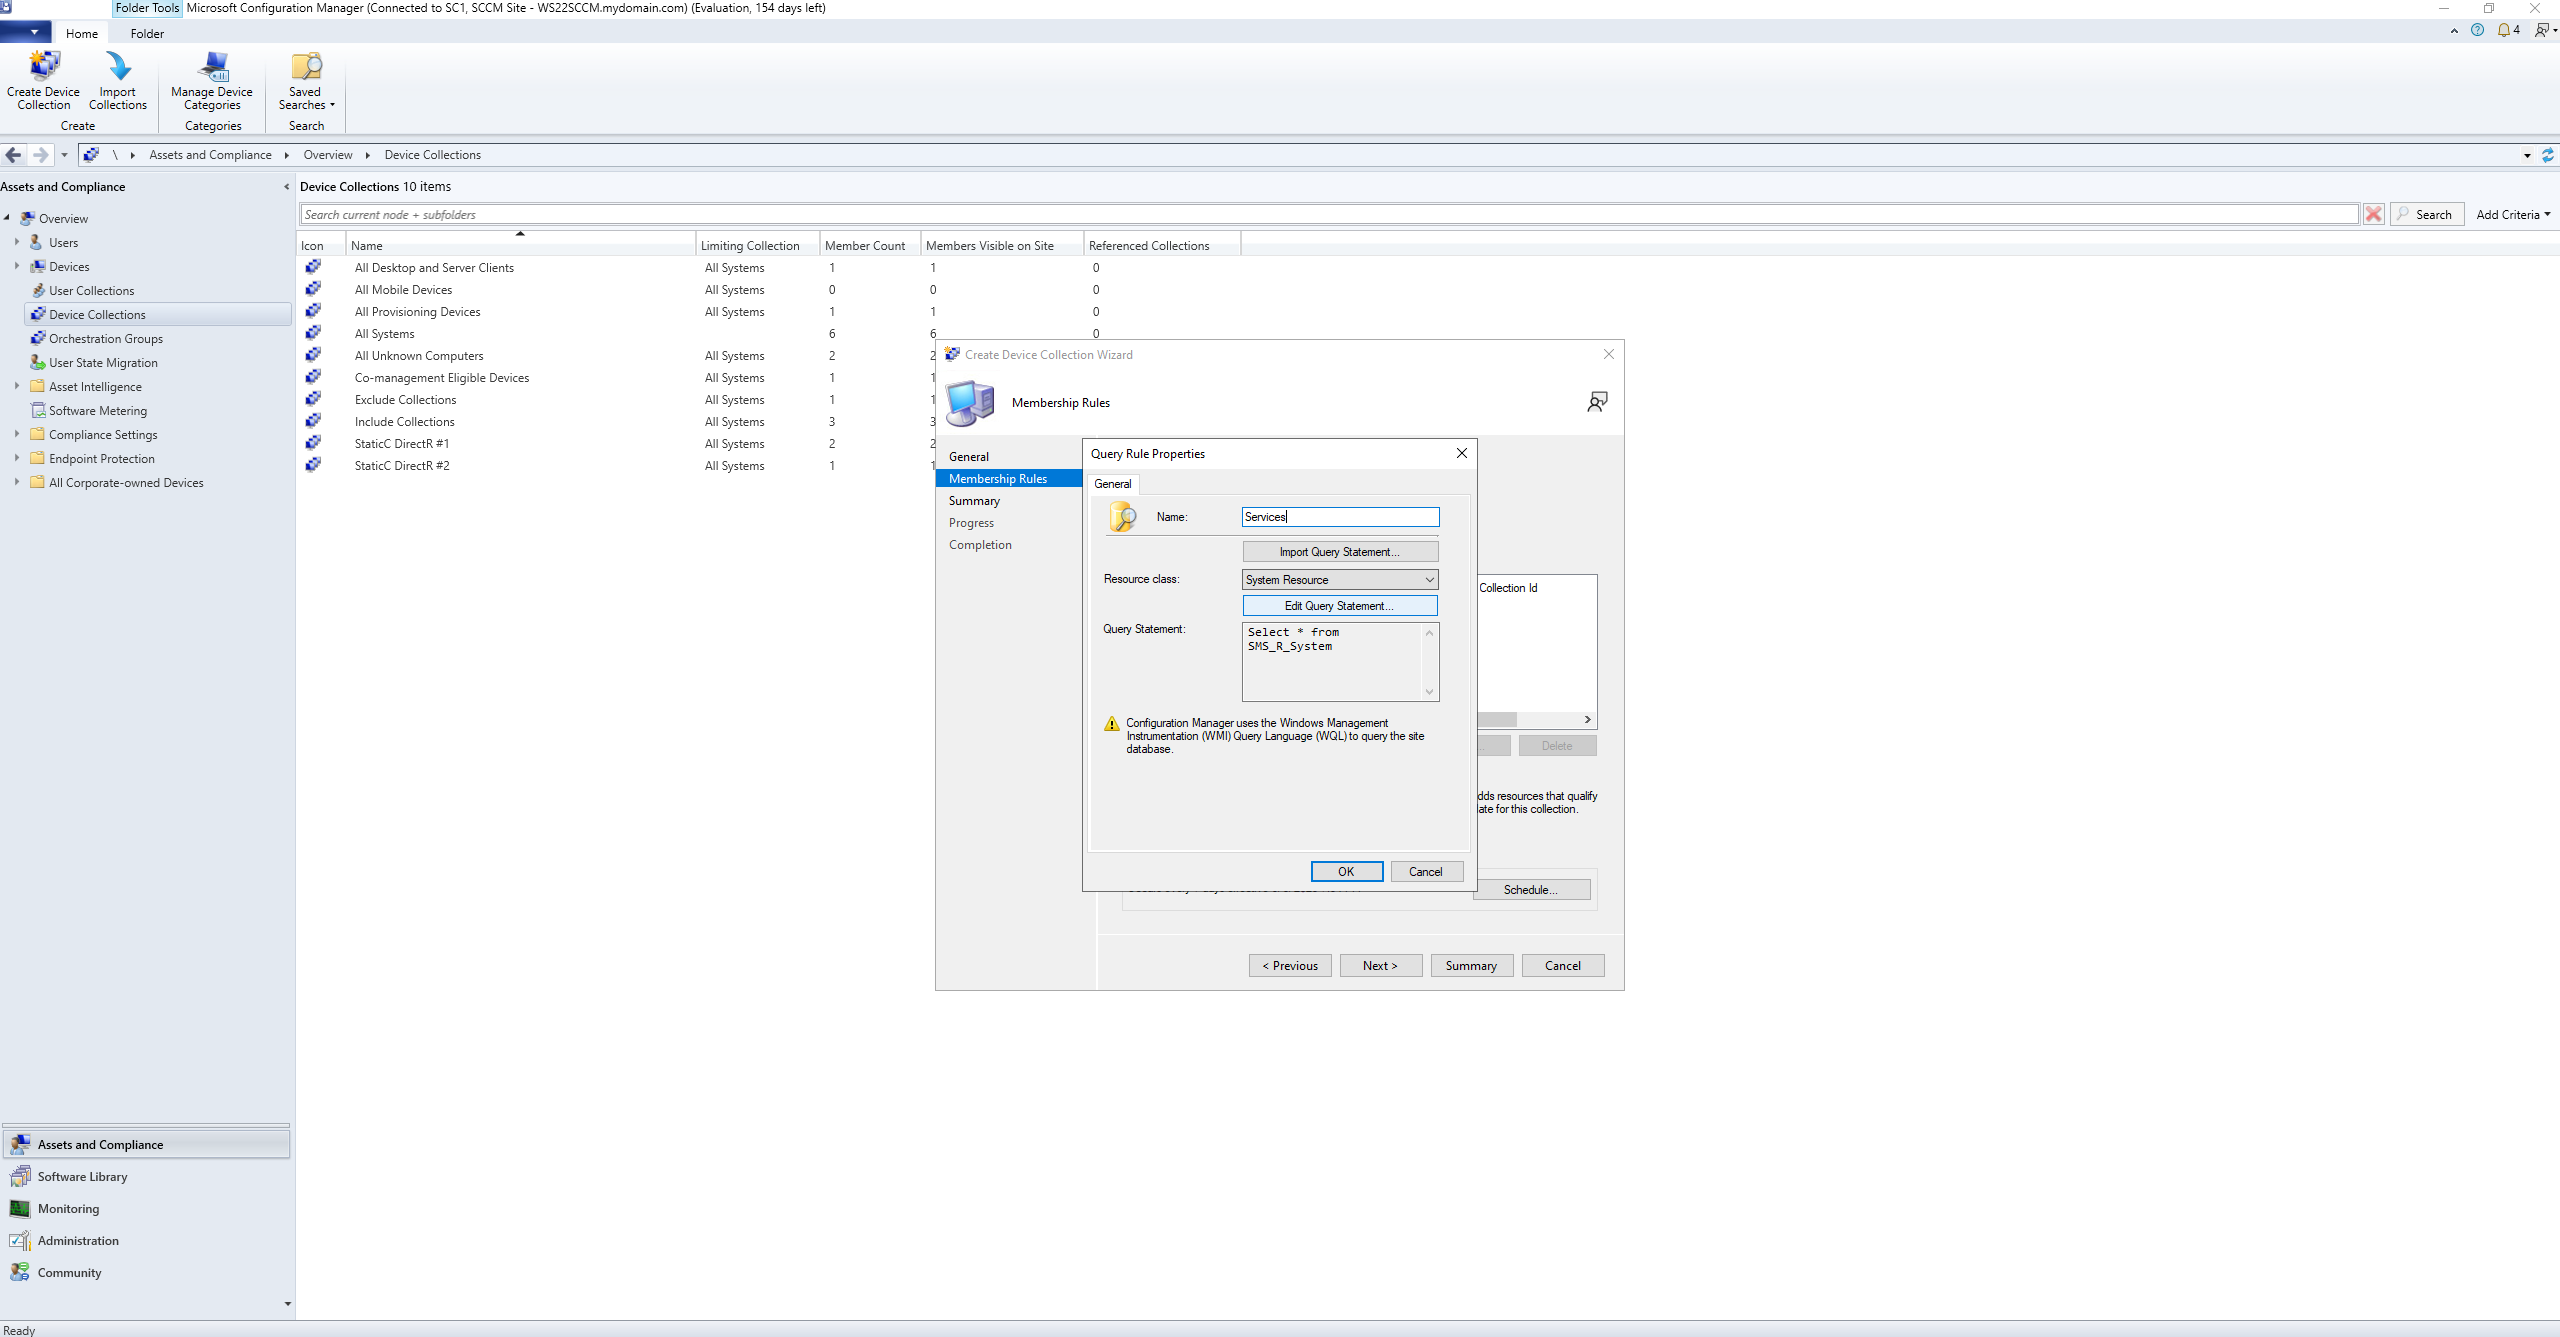 Folder Tools Microsoft Configuration Manager (Connected to SC1, SCCM Site - WS22SCCM.mydomain.com) (Evaluation, 154 days left)
Home Folder
4
Create Device Collection
Import Collections
Manage Device Categories
Saved Searches
Create Categories Search
\ Assets and Compliance Overview Device Collections
Assets and Compliance
Overview
Users
Devices
User Collections
Device Collections
Orchestration Groups
User State Migration
Asset Intelligence
Software Metering
Compliance Settings
Endpoint Protection
All Corporate-owned Devices
Assets and Compliance
Software Library
Monitoring
Administration
Community
Device Collections 10 items
Search current node + subfolders
Search Add Criteria
Icon Name Limiting Collection Member Count Members Visible on Site Referenced Collections
All Desktop and Server Clients All Systems 1 1 0
All Mobile Devices All Systems 0 0 0
All Provisioning Devices All Systems 1 1 0
All Systems 6 6 0
All Unknown Computers All Systems 2 2
Co-management Eligible Devices All Systems 1 1
Exclude Collections All Systems 1 1
Include Collections All Systems 3 3
StaticC DirectR #1 All Systems 2 2
StaticC DirectR #2 All Systems 1 1
Create Device Collection Wizard
Membership Rules
General
Membership Rules
Summary
Progress
Completion
Query Rule Properties
General
Name: Services
Import Query Statement...
Resource class: System Resource
Edit Query Statement...
Query Statement: Select * from
SMS_R_System
Configuration Manager uses the Windows Management
Instrumentation (WMI) Query Language (WQL) to query the site
database.
OK Cancel
Collection Id
Delete
dds resources that qualify
ate for this collection.
Schedule...
< Previous Next > Summary Cancel
Ready